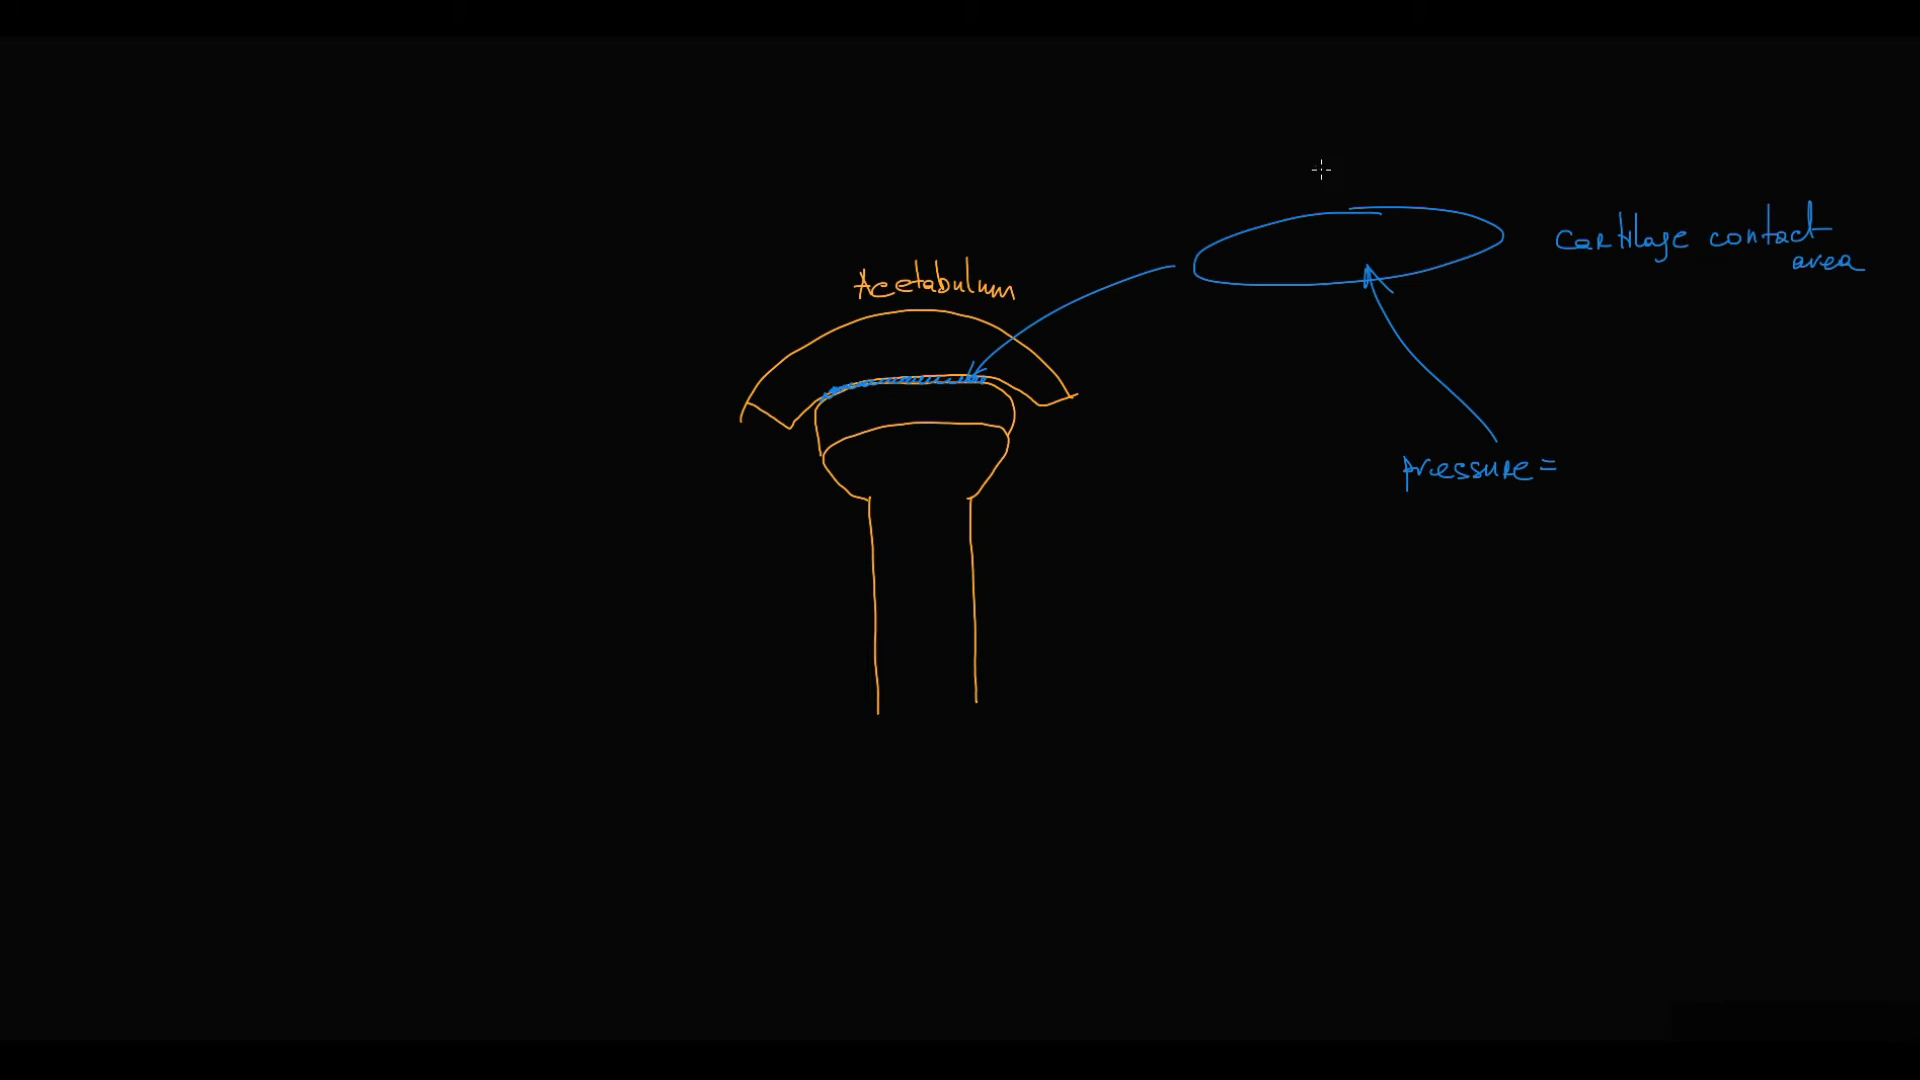 Acetabulum
cartilage contact
area
pressure =